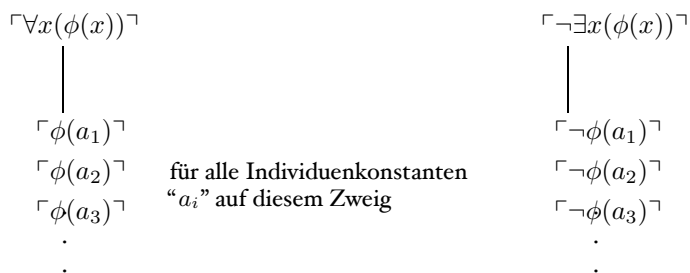 ⌜∀x(ϕ(x))⌝ ⌜¬∃x(ϕ(x))⌝
⌜ϕ(a₁)⌝ ⌜¬ϕ(a₁)⌝
⌜ϕ(a₂)⌝ für alle Individuenkonstanten ⌜¬ϕ(a₂)⌝
⌜ϕ(a₃)⌝ “aᵢ” auf diesem Zweig ⌜¬ϕ(a₃)⌝
. .
. .